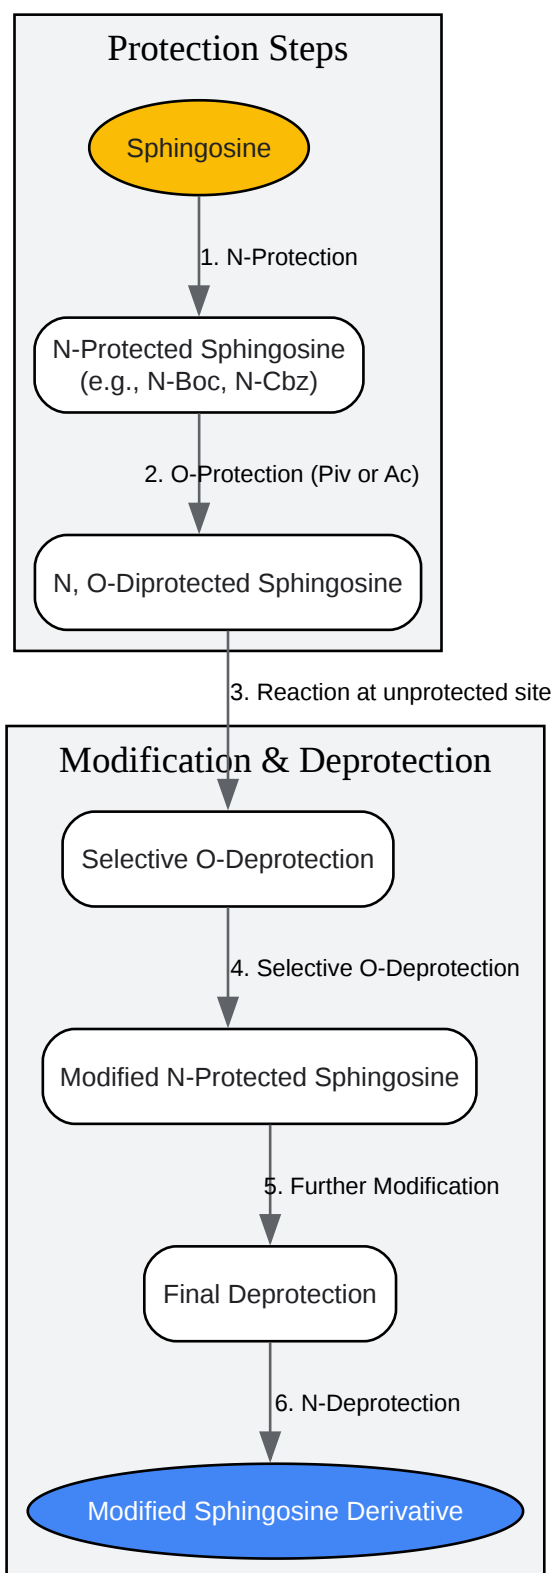 Protection Steps
Sphingosine
1. N-Protection
N-Protected Sphingosine
(e.g., N-Boc, N-Cbz)
2. O-Protection (Piv or Ac)
N, O-Diprotected Sphingosine
3. Reaction at unprotected site
Modification & Deprotection
Selective O-Deprotection
4. Selective O-Deprotection
Modified N-Protected Sphingosine
5. Further Modification
Final Deprotection
6. N-Deprotection
Modified Sphingosine Derivative